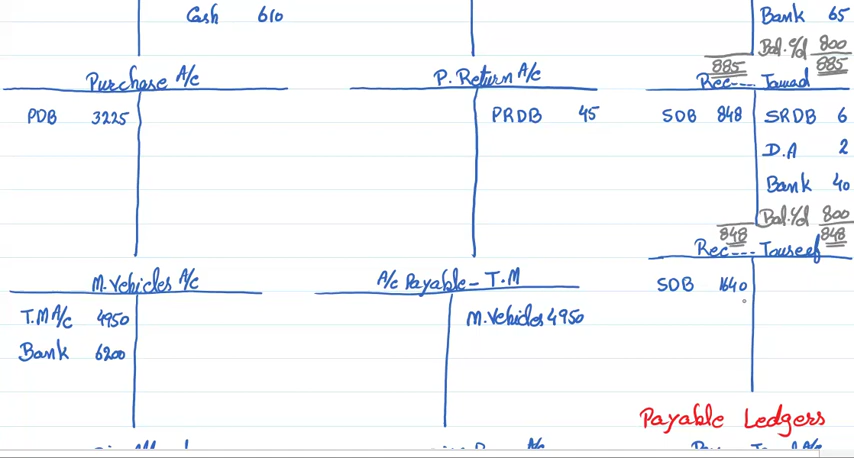 Cash 610
Bank 65
Bal. c/d 800
885 885
Purchase A/c
PDB 3225
P. Return A/c
PRDB 45
Rec--- Jawad
SDB 848 SRDB 6
D.A 2
Bank 40
Bal. c/d 800
848 848
M.Vehicles A/c
T.M A/c 4950
Bank 6200
A/c Payable - T.M
M.Vehicles 4950
Rec--- Touseef
SDB 1640
Payable Ledgers